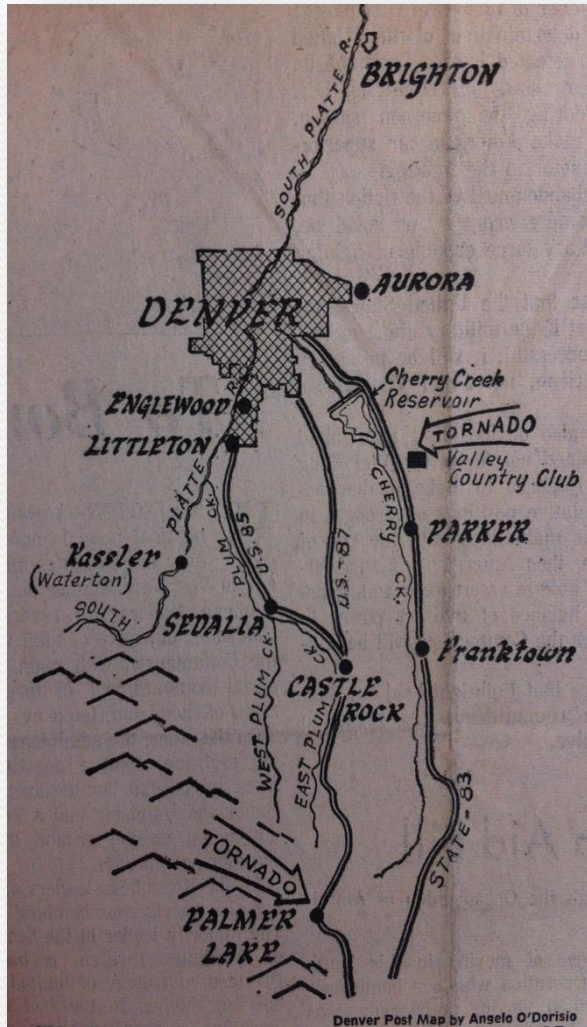 BRIGHTON
SOUTH PLATTE R.
AURORA
DENVER
Cherry Creek
Reservoir
ENGLEWOOD
LITTLETON
TORNADO
Valley
Country Club
PLATTE R.
PLUM CK.
U.S. 85
U.S.-87
CHERRY
CK.
PARKER
Kassler
(Waterton)
SOUTH
SEDALIA
Franktown
CASTLE
ROCK
WEST PLUM CK.
EAST PLUM CK.
STATE-83
TORNADO
PALMER
LAKE
Denver Post Map by Angelo O'Dorisio